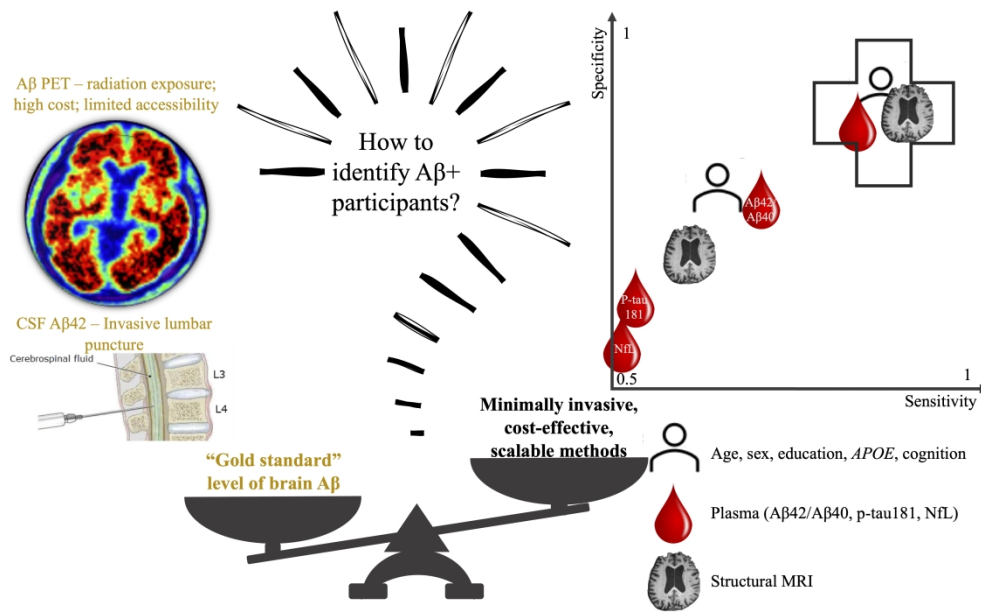 Aβ PET – radiation exposure;
high cost; limited accessibility
CSF Aβ42 – Invasive lumbar
puncture
Cerebrospinal fluid
L3
L4
How to
identify Aβ+
participants?
“Gold standard”
level of brain Aβ
Minimally invasive,
cost-effective,
scalable methods
1
Specificity
Aβ42/
Aβ40
P-tau
181
NfL
0.5
1
Sensitivity
Age, sex, education, APOE, cognition
Plasma (Aβ42/Aβ40, p-tau181, NfL)
Structural MRI